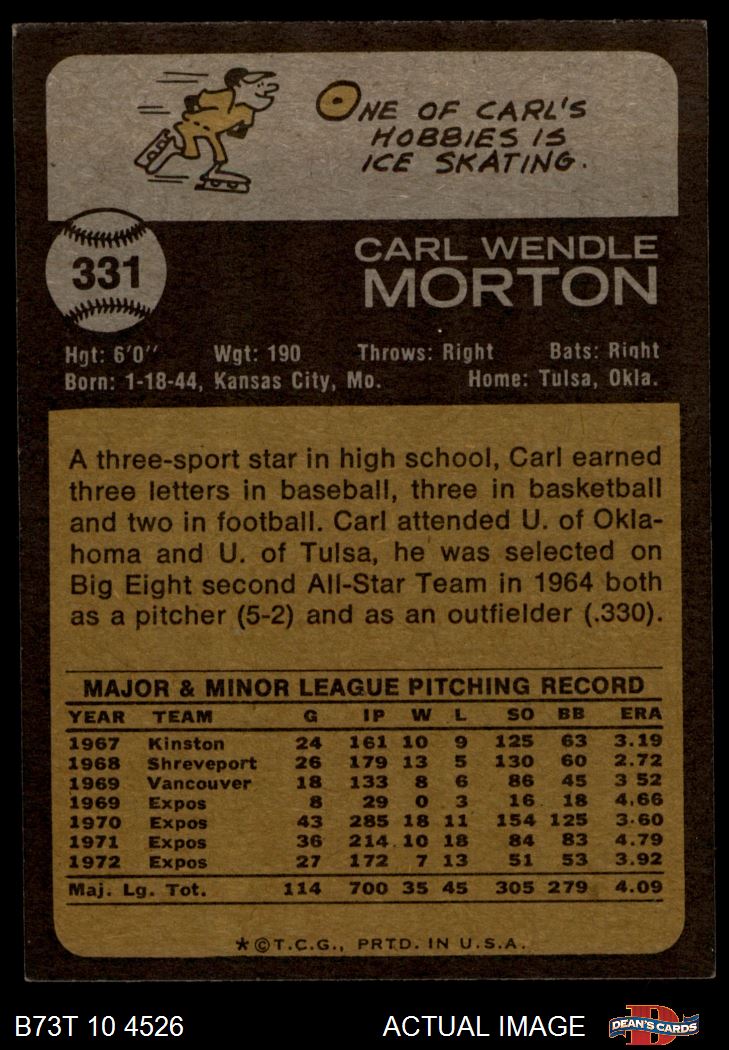 ONE OF CARL'S
HOBBIES IS
ICE SKATING.
331
CARL WENDLE
MORTON
Hgt: 6'0'' Wgt: 190 Throws: Right Bats: Right
Born: 1-18-44, Kansas City, Mo. Home: Tulsa, Okla.
A three-sport star in high school, Carl earned
three letters in baseball, three in basketball
and two in football. Carl attended U. of Okla-
homa and U. of Tulsa, he was selected on
Big Eight second All-Star Team in 1964 both
as a pitcher (5-2) and as an outfielder (.330).
MAJOR & MINOR LEAGUE PITCHING RECORD
YEAR TEAM G IP W L SO BB ERA
1967 Kinston 24 161 10 9 125 63 3.19
1968 Shreveport 26 179 13 5 130 60 2.72
1969 Vancouver 18 133 8 6 86 45 3 52
1969 Expos 8 29 0 3 16 18 4.66
1970 Expos 43 285 18 11 154 125 3.60
1971 Expos 36 214 10 18 84 83 4.79
1972 Expos 27 172 7 13 51 53 3.92
Maj. Lg. Tot. 114 700 35 45 305 279 4.09
*©T.C.G., PRTD. IN U.S.A.
B73T 10 4526 ACTUAL IMAGE DEAN'S CARDS